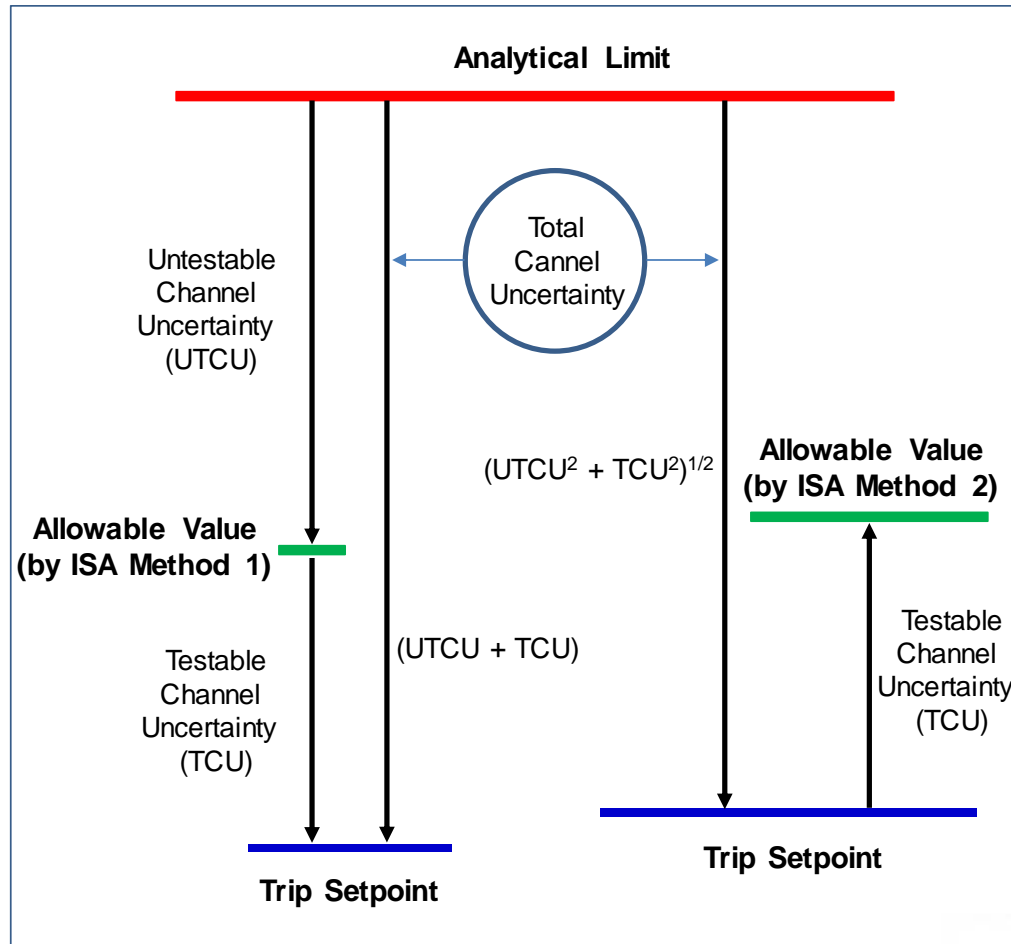 Analytical Limit
Total
Cannel
Uncertainty
Untestable
Channel
Uncertainty
(UTCU)
(UTCU² + TCU²)¹/²
Allowable Value
(by ISA Method 2)
Allowable Value
(by ISA Method 1)
(UTCU + TCU)
Testable
Channel
Uncertainty
(TCU)
Testable
Channel
Uncertainty
(TCU)
Trip Setpoint
Trip Setpoint